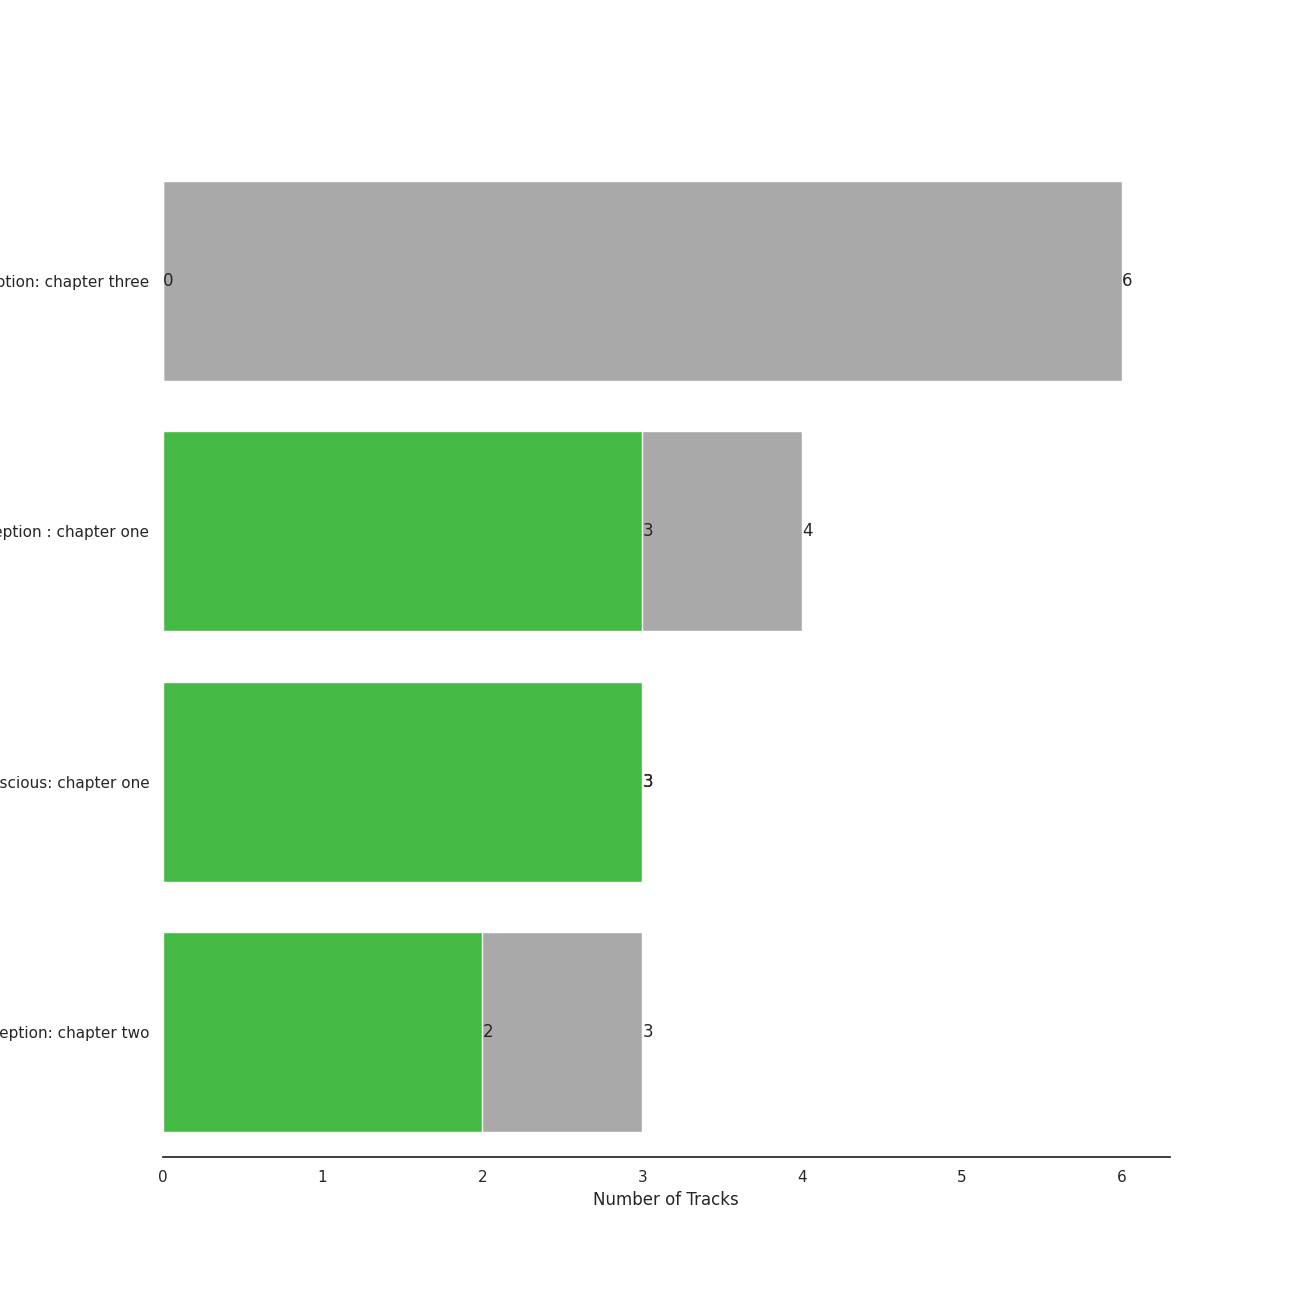 ption: chapter three
0
6
eption : chapter one
3
4
scious: chapter one
3
eption: chapter two
2
3
0 1 2 3 4 5 6
Number of Tracks